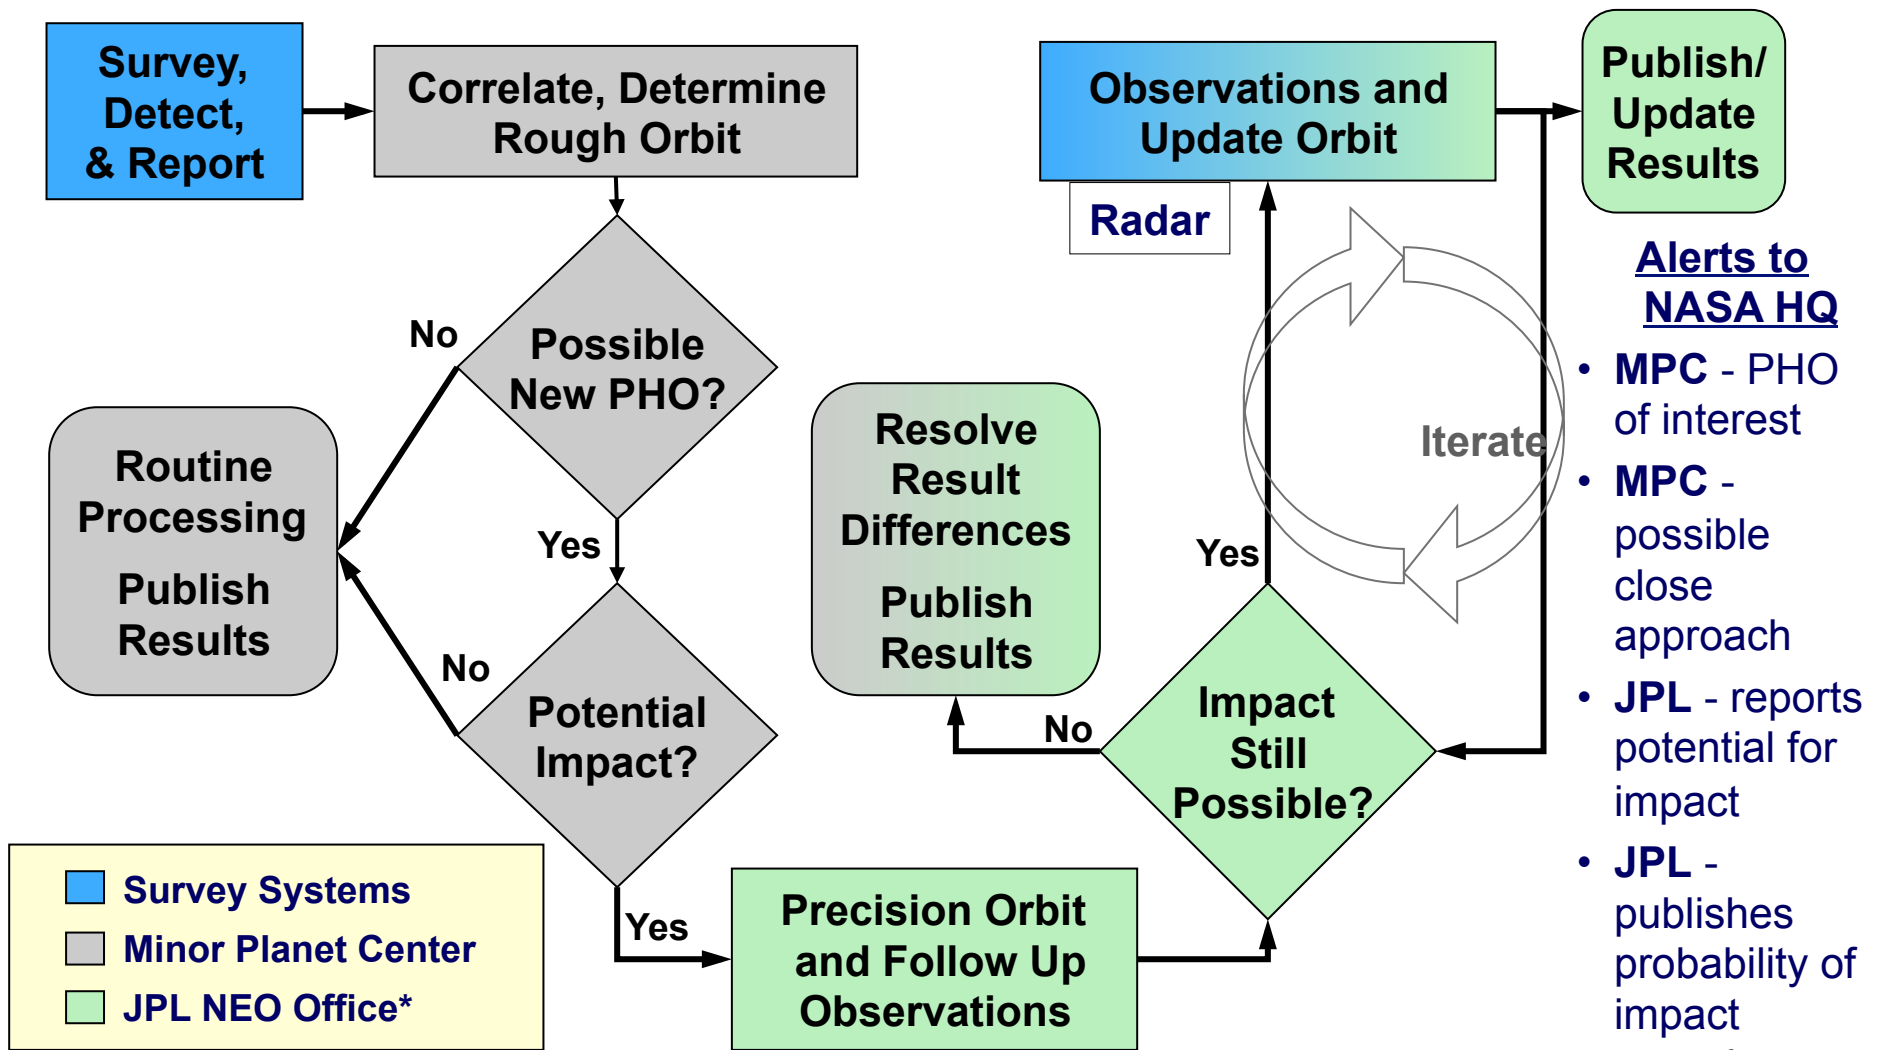 Survey,
Detect,
& Report
Correlate, Determine
Rough Orbit
Possible
New PHO?
No
Yes
Routine
Processing
Publish
Results
No
Potential
Impact?
Yes
Precision Orbit
and Follow Up
Observations
Impact
Still
Possible?
No
Resolve
Result
Differences
Publish
Results
Yes
Observations and
Update Orbit
Radar
Iterate
Publish/
Update
Results
Alerts to
NASA HQ
• MPC - PHO
of interest
• MPC -
possible
close
approach
• JPL - reports
potential for
impact
• JPL -
publishes
probability of
impact
Survey Systems
Minor Planet Center
JPL NEO Office*